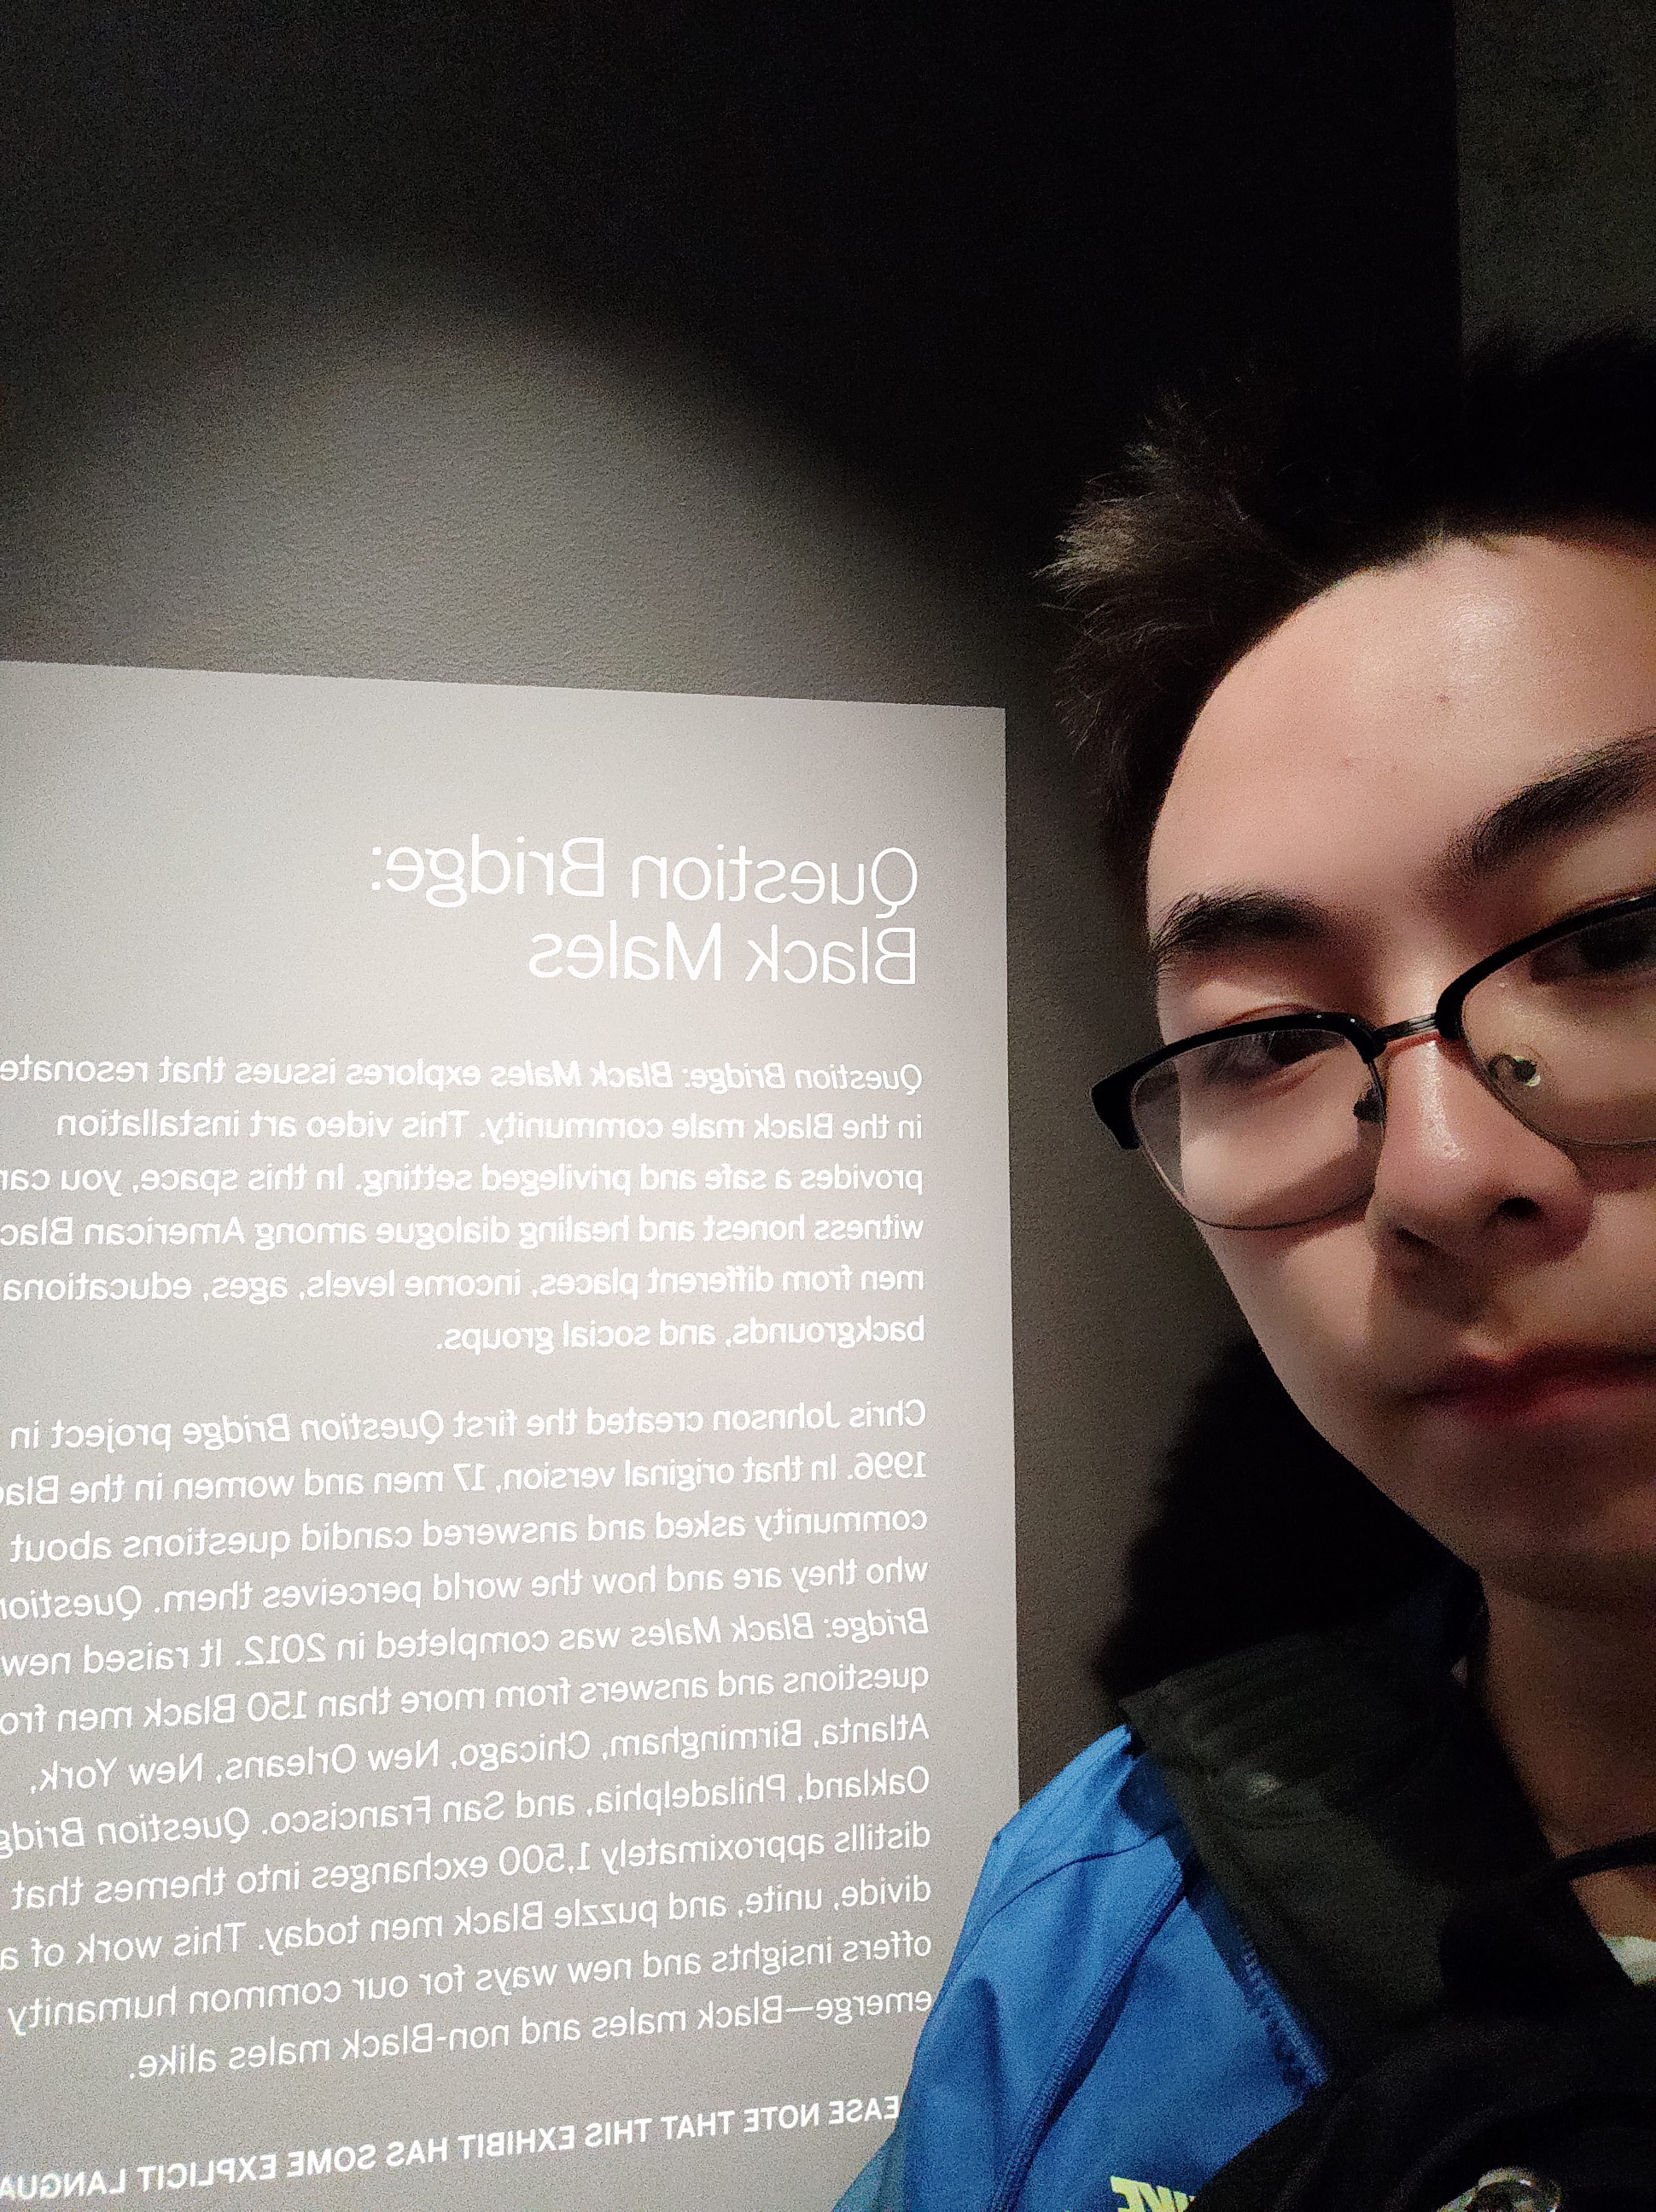 Question Bridge:
Black Males
Question Bridge: Black Males explores issues that resonate
in the Black male community. This video art installation
provides a safe and privileged setting. In this space, you
witness honest and healing dialogue among American
men from different places, income levels, ages, educational
backgrounds, and social groups.
Chris Johnson created the first Question Bridge project in
1996. In that original version, 17 men and women in the
community asked and answered candid questions about
who they are and how the world perceives them. Question
Bridge: Black Males was completed in 2012. It raised new
questions and answers from more than 150 Black men
Atlanta, Birmingham, Chicago, New Orleans, New York,
Oakland, Philadelphia, and San Francisco. Question
distills approximately 1,500 exchanges into themes that
divide, unite, and puzzle Black men today. This work of
offers insights and new ways for our common humanity
emerge—Black males and non-Black males alike.
EASE NOTE THAT THIS EXHIBIT HAS SOME EXPLICIT LANGUA